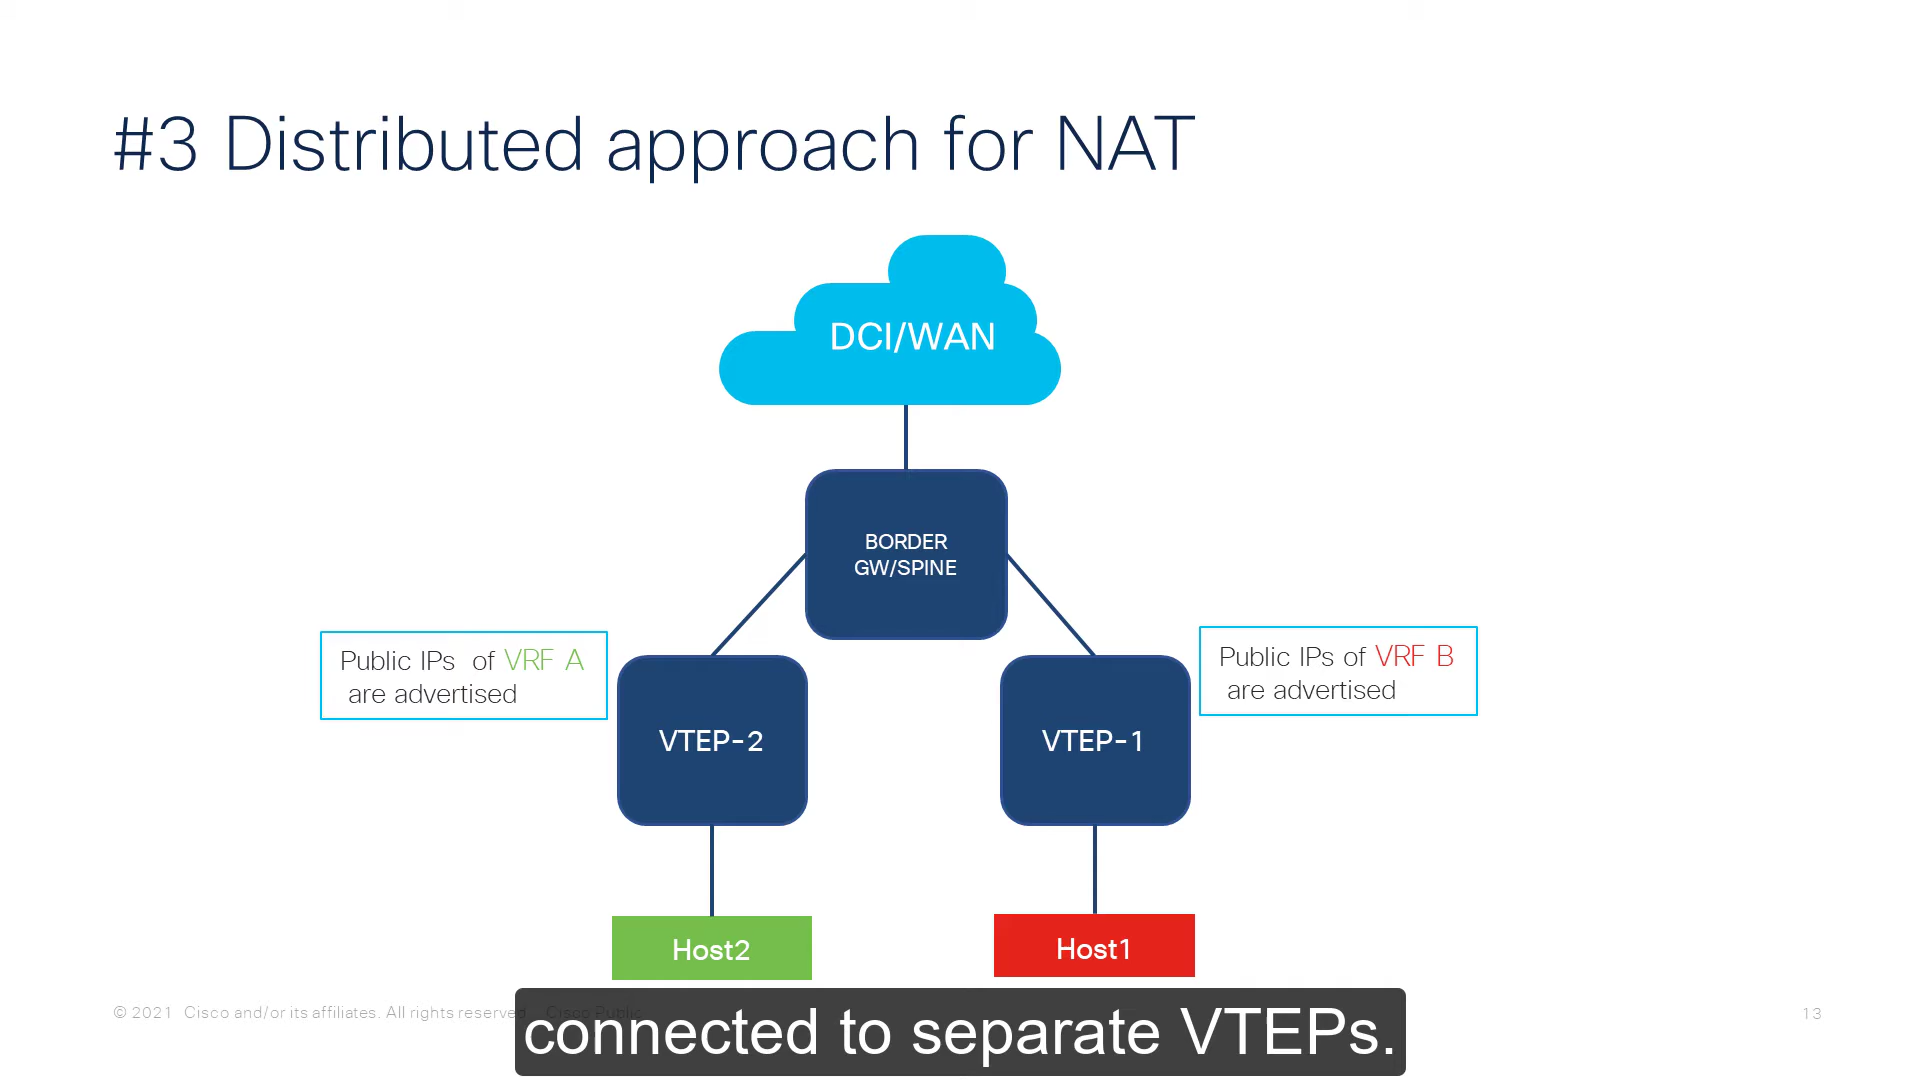 #3 Distributed approach for NAT
DCI/WAN
BORDER
GW/SPINE
Public IPs of VRF A
are advertised
Public IPs of VRF B
are advertised
VTEP-2
VTEP-1
Host2
Host1
© 2021 Cisco and/or its affiliates. All rights reserved. Cisco Public
13
connected to separate VTEPs.